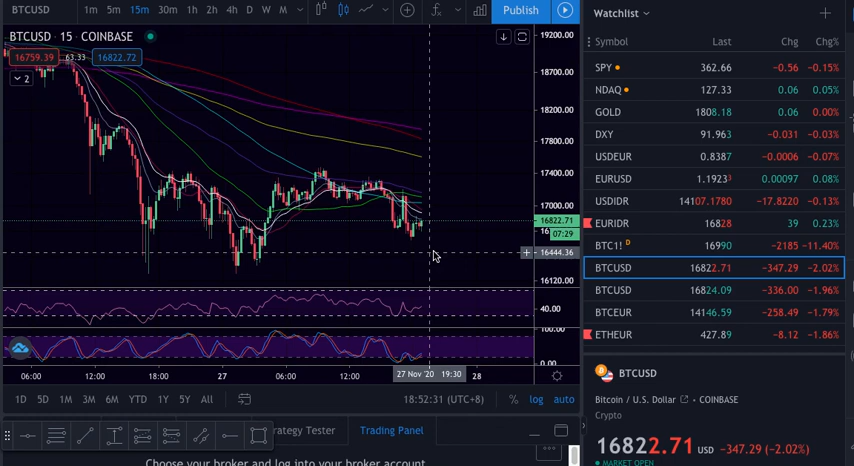 BTCUSD 1m 5m 15m 30m 1h 2h 4h D W M Publish
BTCUSD · 15 · COINBASE
16759.39 63.33 16822.72
2
19200.00
18700.00
18200.00
17800.00
17400.00
17000.00
16822.71
07:29
16444.36
16120.00
40.00
100.00
0.00
06:00 12:00 18:00 27 06:00 12:00 27 Nov '20 19:30 28
1D 5D 1M 3M 6M YTD 1Y 5Y All 18:52:31 (UTC+8) % log auto
rategy Tester Trading Panel
Choose your broker and log into your broker account
Watchlist
Symbol Last Chg Chg%
SPY 362.66 −0.56 −0.15%
NDAQ 127.33 0.06 0.05%
GOLD 1808.18 0.06 0.00%
DXY 91.963 −0.031 −0.03%
USDEUR 0.8387 −0.0006 −0.07%
EURUSD 1.19233 0.00097 0.08%
USDIDR 14107.1780 −17.8220 −0.13%
EURIDR 16828 39 0.23%
BTC1! D 16990 −2185 −11.40%
BTCUSD 16822.71 −347.29 −2.02%
BTCUSD 16824.09 −336.00 −1.96%
BTCEUR 14146.59 −258.49 −1.79%
ETHEUR 427.89 −8.12 −1.86%
BTCUSD
Bitcoin / U.S. Dollar • COINBASE
Crypto
16822.71 USD −347.29 (−2.02%)
• MARKET OPEN